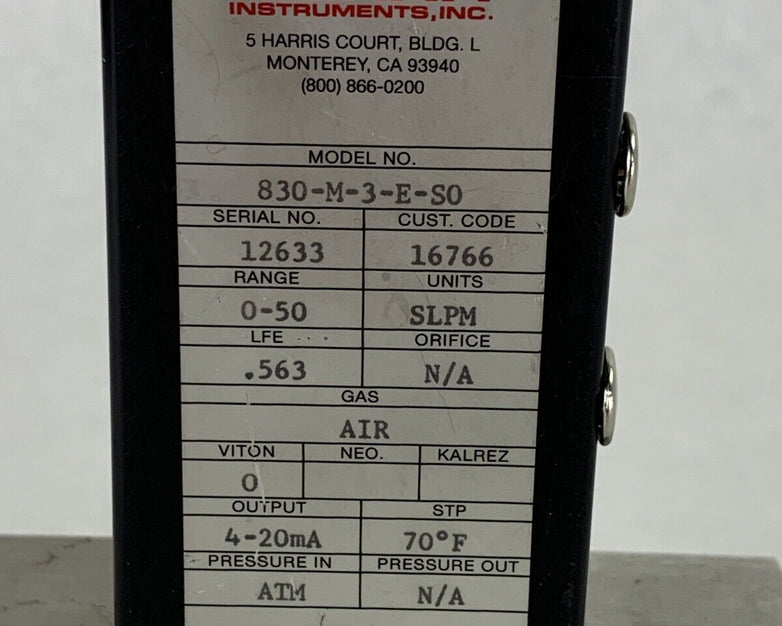 INSTRUMENTS, INC.
5 HARRIS COURT, BLDG. L
MONTEREY, CA 93940
(800) 866-0200
MODEL NO.
830-M-3-E-SO
SERIAL NO. CUST. CODE
12633 16766
RANGE UNITS
0-50 SLPM
LFE ORIFICE
.563 N/A
GAS
AIR
VITON NEO. KALREZ
O
OUTPUT STP
4-20mA 70°F
PRESSURE IN PRESSURE OUT
ATM N/A